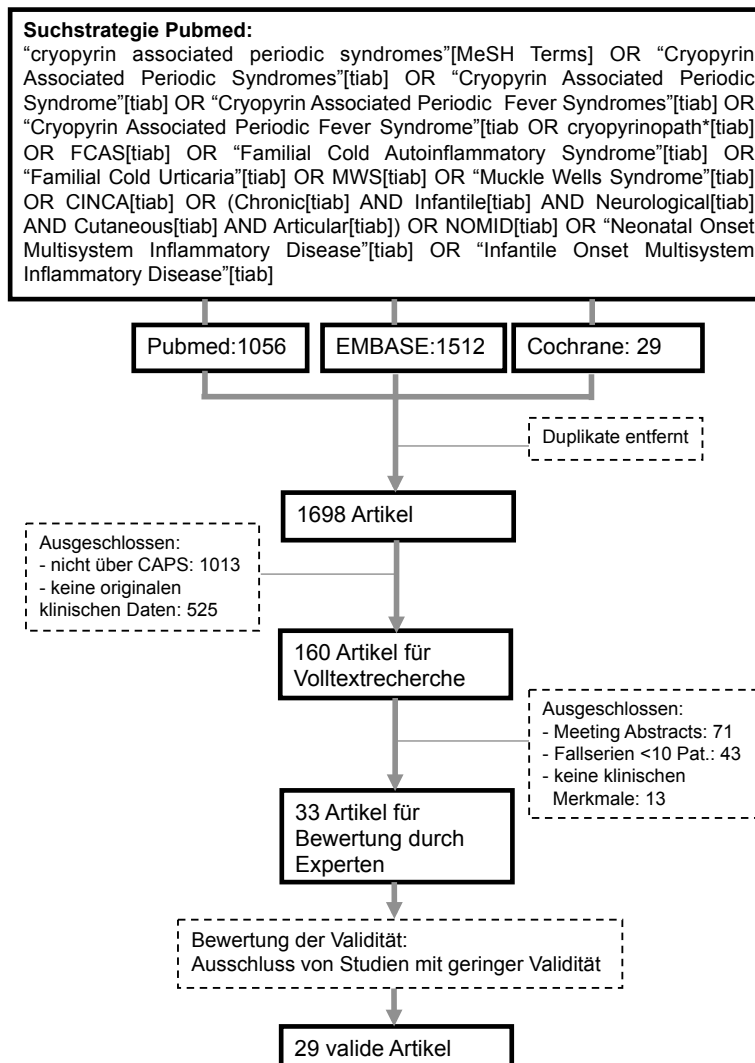 Suchstrategie Pubmed:
“cryopyrin associated periodic syndromes”[MeSH Terms] OR “Cryopyrin
Associated Periodic Syndromes”[tiab] OR “Cryopyrin Associated Periodic
Syndrome”[tiab] OR “Cryopyrin Associated Periodic Fever Syndromes”[tiab] OR
“Cryopyrin Associated Periodic Fever Syndrome”[tiab OR cryopyrinopath*[tiab]
OR FCAS[tiab] OR “Familial Cold Autoinflammatory Syndrome”[tiab] OR
“Familial Cold Urticaria”[tiab] OR MWS[tiab] OR “Muckle Wells Syndrome”[tiab]
OR CINCA[tiab] OR (Chronic[tiab] AND Infantile[tiab] AND Neurological[tiab]
AND Cutaneous[tiab] AND Articular[tiab]) OR NOMID[tiab] OR “Neonatal Onset
Multisystem Inflammatory Disease”[tiab] OR “Infantile Onset Multisystem
Inflammatory Disease”[tiab]
Pubmed:1056
EMBASE:1512
Cochrane: 29
Duplikate entfernt
1698 Artikel
Ausgeschlossen:
- nicht über CAPS: 1013
- keine originalen
klinischen Daten: 525
160 Artikel für
Volltextrecherche
Ausgeschlossen:
- Meeting Abstracts: 71
- Fallserien <10 Pat.: 43
- keine klinischen
Merkmale: 13
33 Artikel für
Bewertung durch
Experten
Bewertung der Validität:
Ausschluss von Studien mit geringer Validität
29 valide Artikel